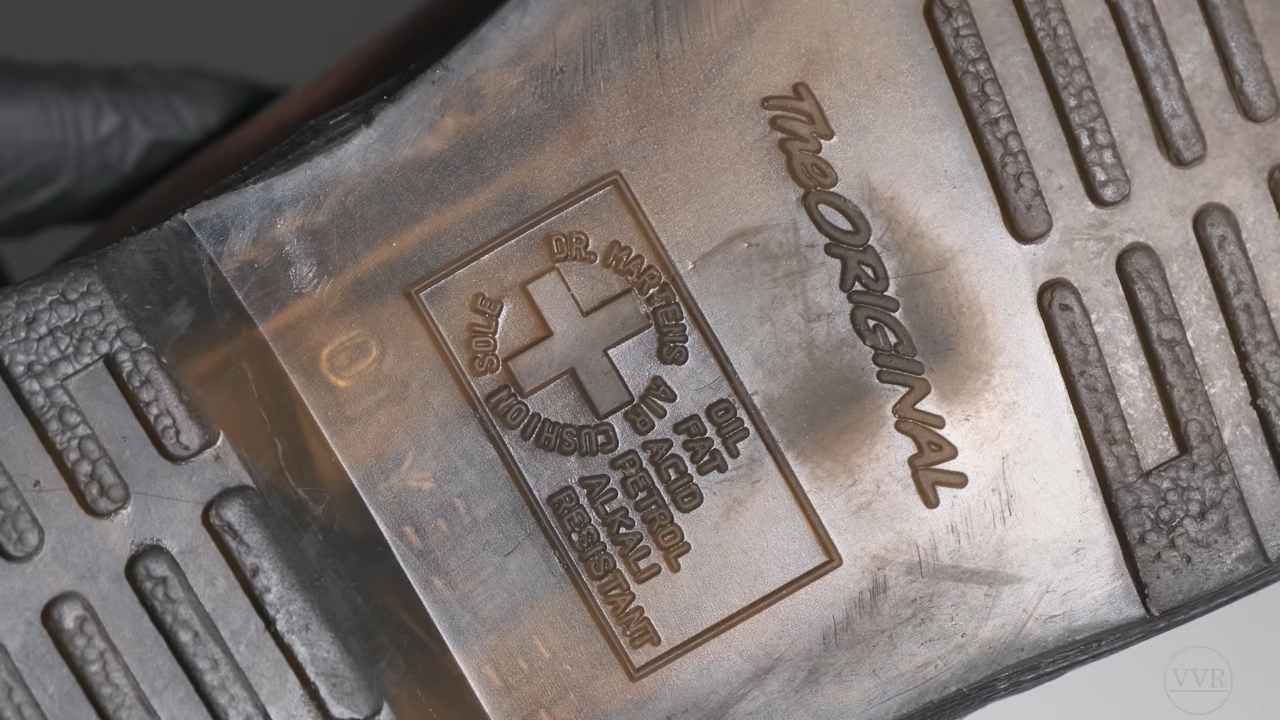 The ORIGINAL
DR. MARTENS AIR CUSHION SOLE
OIL
FAT
ACID
PETROL
ALKALI
RESISTANT
VVR